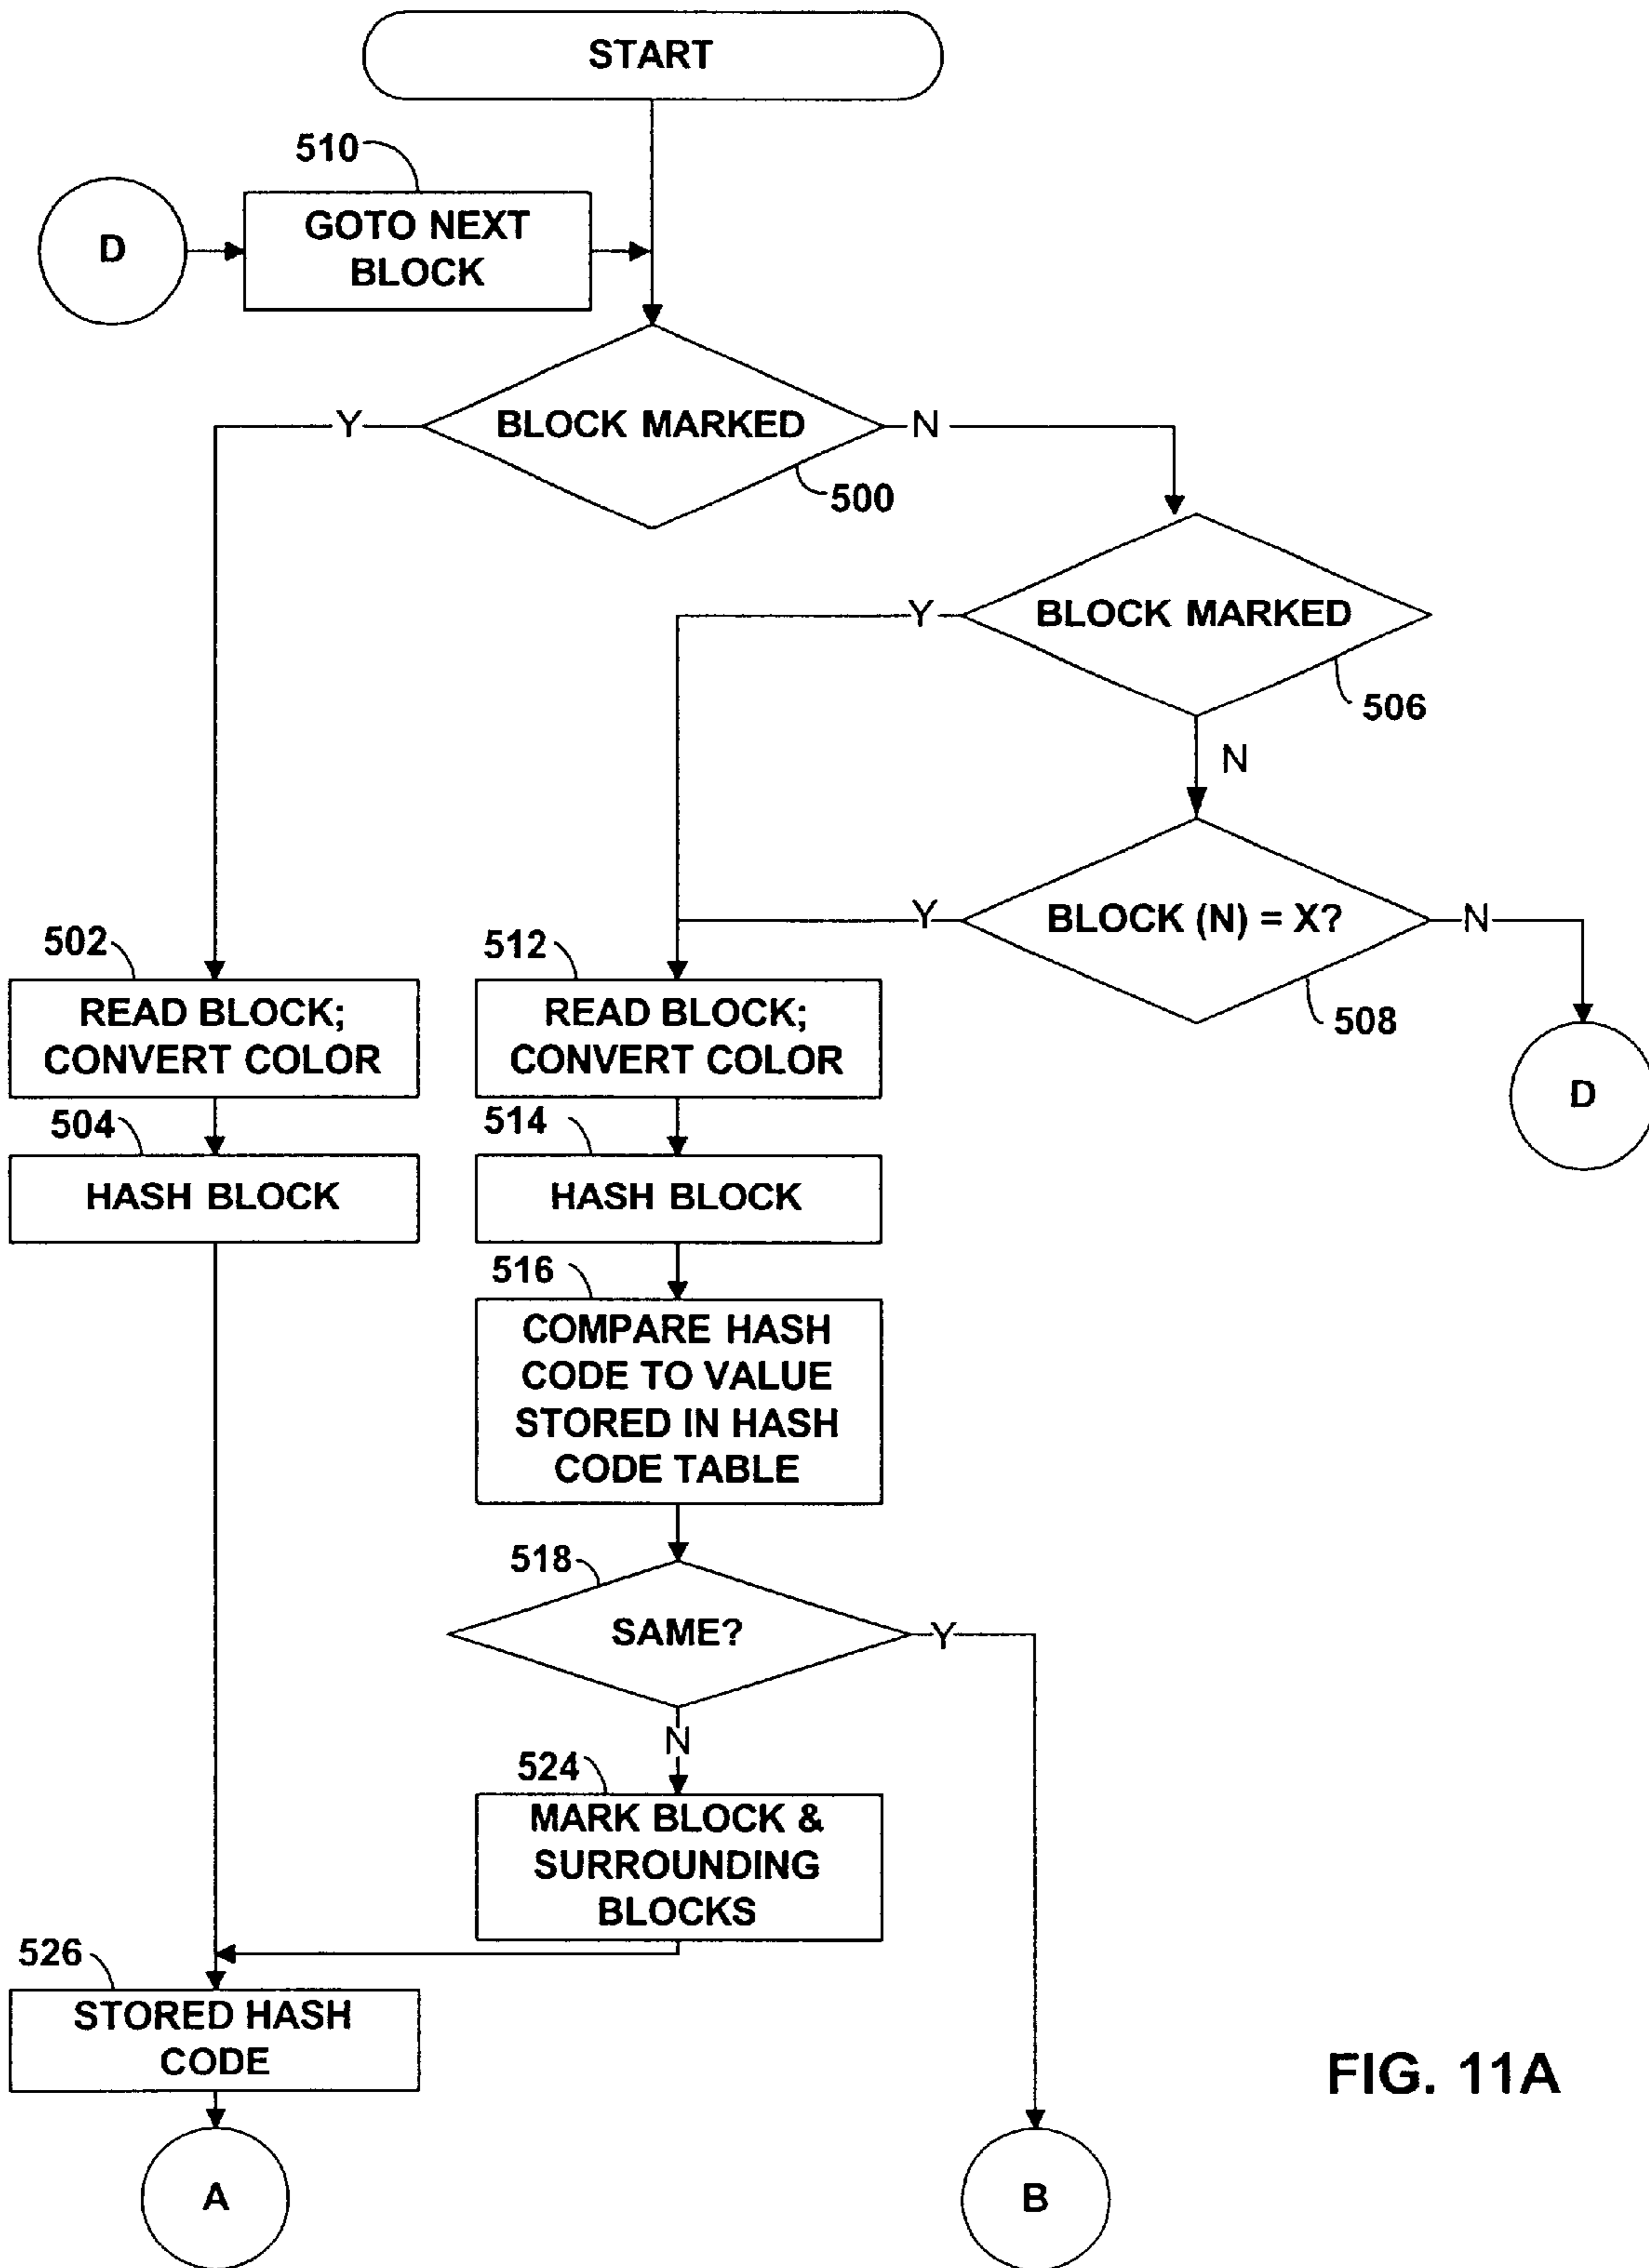 START
510
D
GOTO NEXT
BLOCK
Y
BLOCK MARKED
N
500
Y
BLOCK MARKED
506
N
Y
BLOCK (N) = X?
N
508
D
502
READ BLOCK;
CONVERT COLOR
512
READ BLOCK;
CONVERT COLOR
504
HASH BLOCK
514
HASH BLOCK
516
COMPARE HASH
CODE TO VALUE
STORED IN HASH
CODE TABLE
518
SAME?
Y
N
524
MARK BLOCK &
SURROUNDING
BLOCKS
526
STORED HASH
CODE
A
B
FIG. 11A